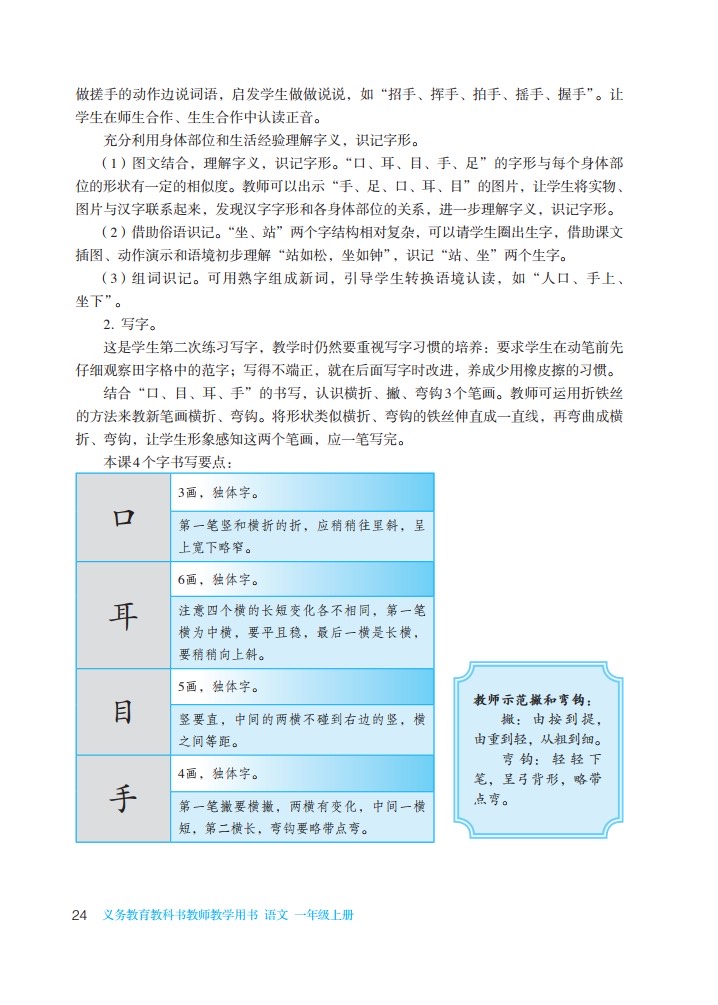 做搓手的动作边说词语，启发学生做做说说，如“招手、挥手、拍手、摇手、握手”。让
学生在师生合作、生生合作中认读正音。
充分利用身体部位和生活经验理解字义，识记字形。
（1）图文结合，理解字义，识记字形。“口、耳、目、手、足”的字形与每个身体部
位的形状有一定的相似度。教师可以出示“手、足、口、耳、目”的图片，让学生将实物、
图片与汉字联系起来，发现汉字字形和各身体部位的关系，进一步理解字义，识记字形。
（2）借助俗语识记。“坐、站”两个字结构相对复杂，可以请学生圈出生字，借助课文
插图、动作演示和语境初步理解“站如松，坐如钟”，识记“站、坐”两个生字。
（3）组词识记。可用熟字组成新词，引导学生转换语境认读，如“人口、手上、
坐下”。
2. 写字。
这是学生第二次练习写字，教学时仍然要重视写字习惯的培养：要求学生在动笔前先
仔细观察田字格中的范字；写得不端正，就在后面写字时改进，养成少用橡皮擦的习惯。
结合“口、目、耳、手”的书写，认识横折、撇、弯钩3个笔画。教师可运用折铁丝
的方法来教新笔画横折、弯钩。将形状类似横折、弯钩的铁丝伸直成一直线，再弯曲成横
折、弯钩，让学生形象感知这两个笔画，应一笔写完。
本课4个字书写要点：
口
3画，独体字。
第一笔竖和横折的折，应稍稍往里斜，呈
上宽下略窄。
耳
6画，独体字。
注意四个横的长短变化各不相同，第一笔
横为中横，要平且稳，最后一横是长横，
要稍稍向上斜。
目
5画，独体字。
竖要直，中间的两横不碰到右边的竖，横
之间等距。
手
4画，独体字。
第一笔撇要横撇，两横有变化，中间一横
短，第二横长，弯钩要略带点弯。
教师示范撇和弯钩：
撇：由按到提，
由重到轻，从粗到细。
弯钩：轻轻下
笔，呈弓背形，略带
点弯。
24 义务教育教科书教师教学用书 语文 一年级上册